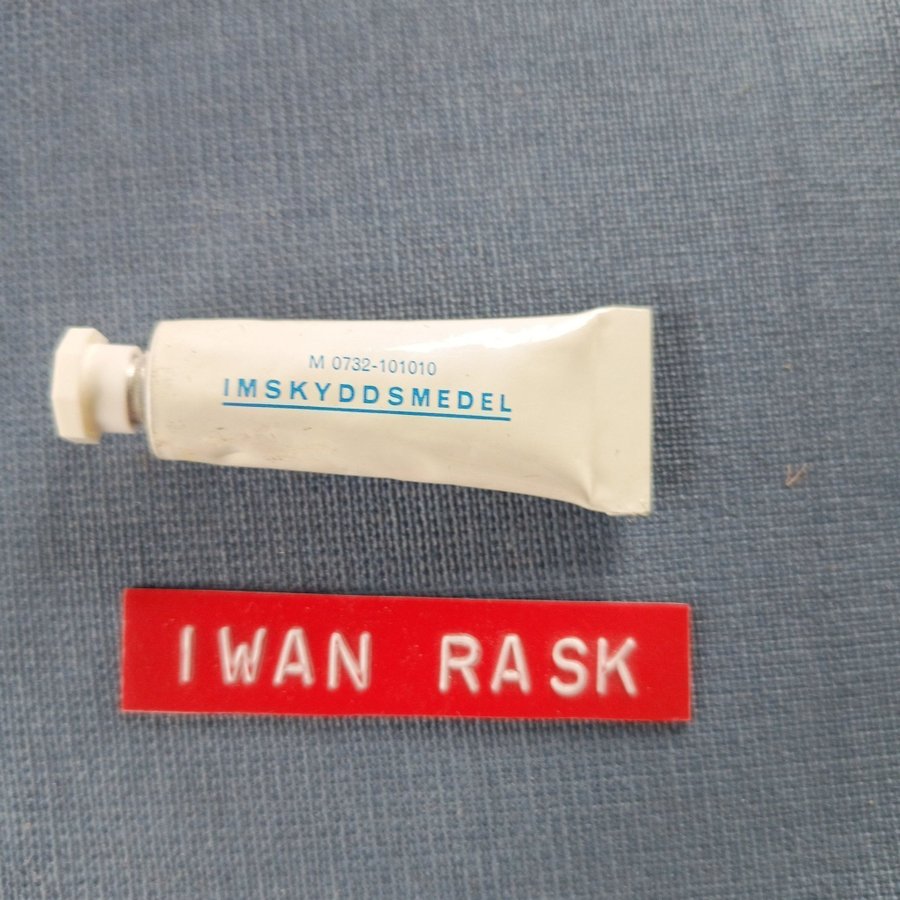 M 0732-101010
IMSKYDDSMEDEL
IWAN RASK